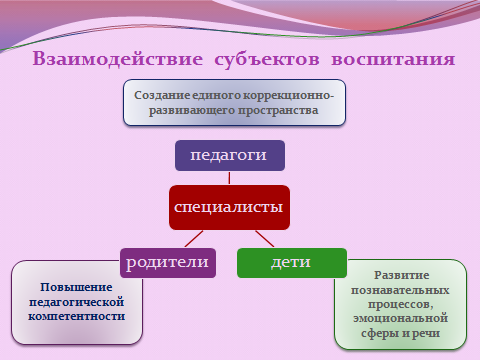 Взаимодействие субъектов воспитания
Создание единого коррекционно-
развивающего пространства
педагоги
специалисты
родители
дети
Повышение
педагогической
компетентности
Развитие
познавательных
процессов,
эмоциональной
сферы и речи